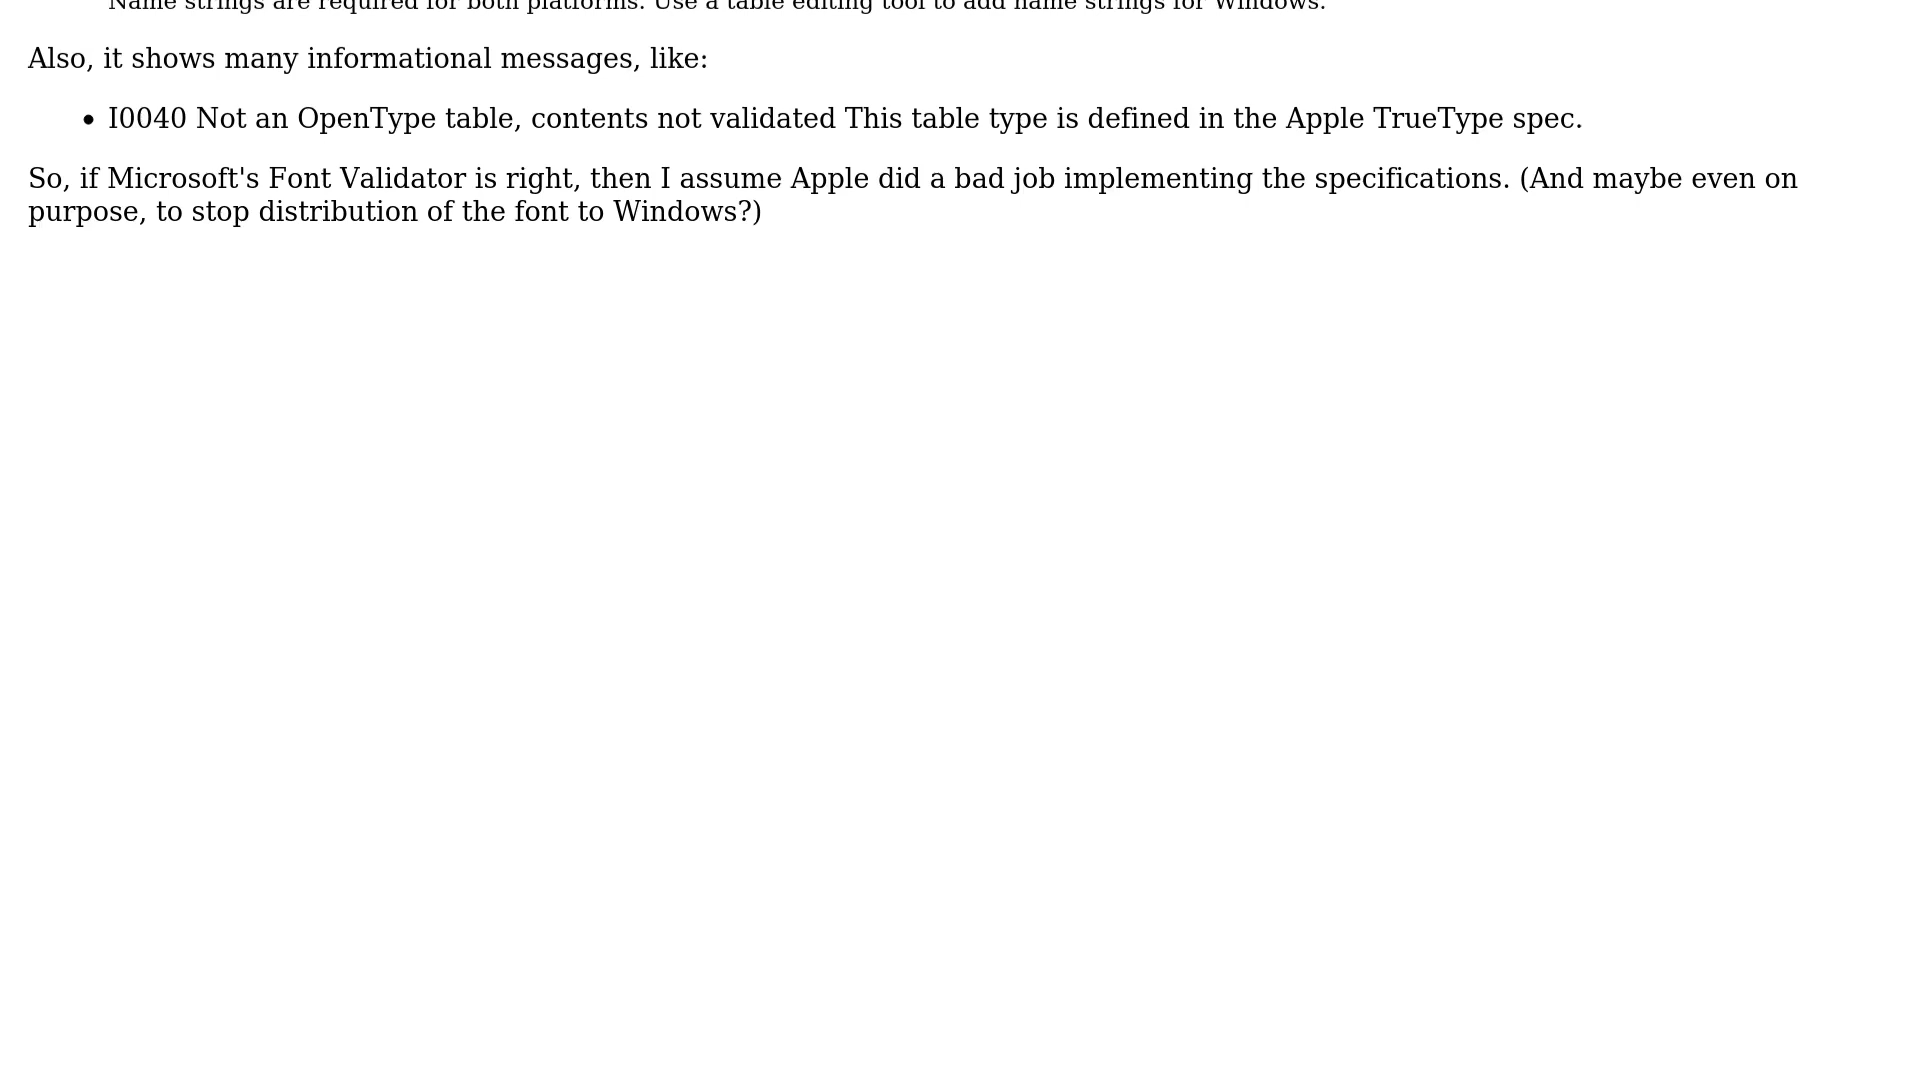 Name strings are required for both platforms. Use a table editing tool to add name strings for Windows.
Also, it shows many informational messages, like:
• I0040 Not an OpenType table, contents not validated This table type is defined in the Apple TrueType spec.
So, if Microsoft's Font Validator is right, then I assume Apple did a bad job implementing the specifications. (And maybe even on
purpose, to stop distribution of the font to Windows?)